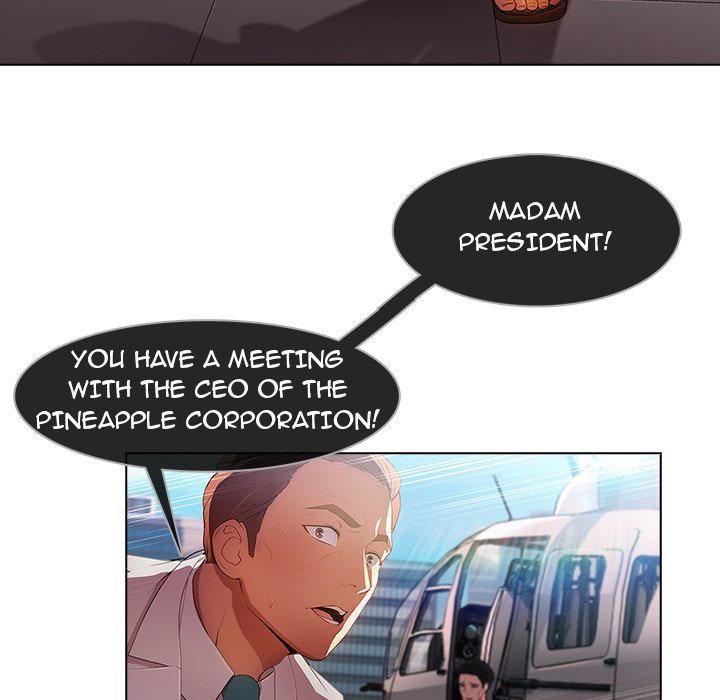 MADAM
PRESIDENT!
YOU HAVE A MEETING
WITH THE CEO OF THE
PINEAPPLE CORPORATION!